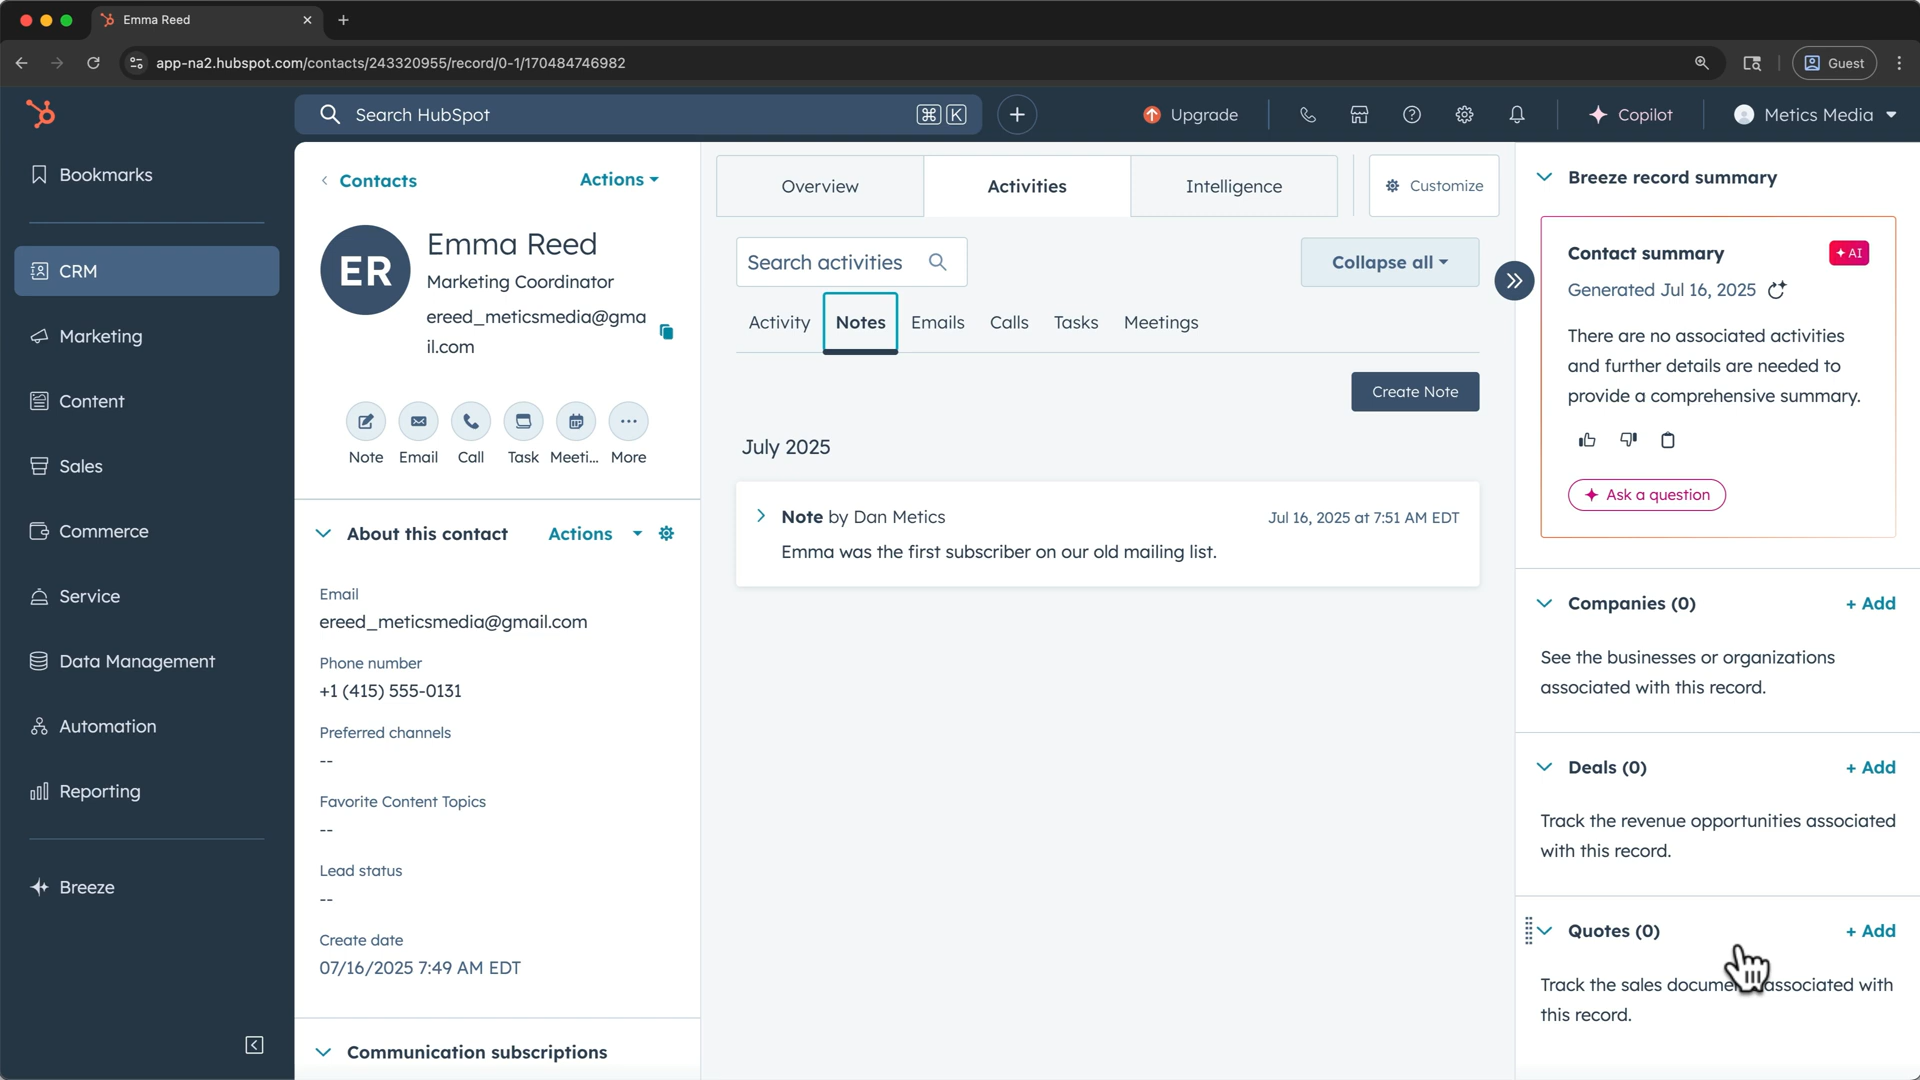 Emma Reed
app-na2.hubspot.com/contacts/243320955/record/0-1/170484746982
Guest
Search HubSpot
⌘ K
Upgrade
Copilot
Metics Media
Bookmarks
CRM
Marketing
Content
Sales
Commerce
Service
Data Management
Automation
Reporting
Breeze
Contacts
Actions
ER
Emma Reed
Marketing Coordinator
ereed_meticsmedia@gma
il.com
Note
Email
Call
Task
Meeti...
More
About this contact
Actions
Email
ereed_meticsmedia@gmail.com
Phone number
+1 (415) 555-0131
Preferred channels
--
Favorite Content Topics
--
Lead status
--
Create date
07/16/2025 7:49 AM EDT
Communication subscriptions
Overview
Activities
Intelligence
Customize
Search activities
Collapse all
Activity
Notes
Emails
Calls
Tasks
Meetings
Create Note
July 2025
Note by Dan Metics
Jul 16, 2025 at 7:51 AM EDT
Emma was the first subscriber on our old mailing list.
Breeze record summary
Contact summary
AI
Generated Jul 16, 2025
There are no associated activities
and further details are needed to
provide a comprehensive summary.
Ask a question
Companies (0)
+ Add
See the businesses or organizations
associated with this record.
Deals (0)
+ Add
Track the revenue opportunities associated
with this record.
Quotes (0)
+ Add
Track the sales docume associated with
this record.